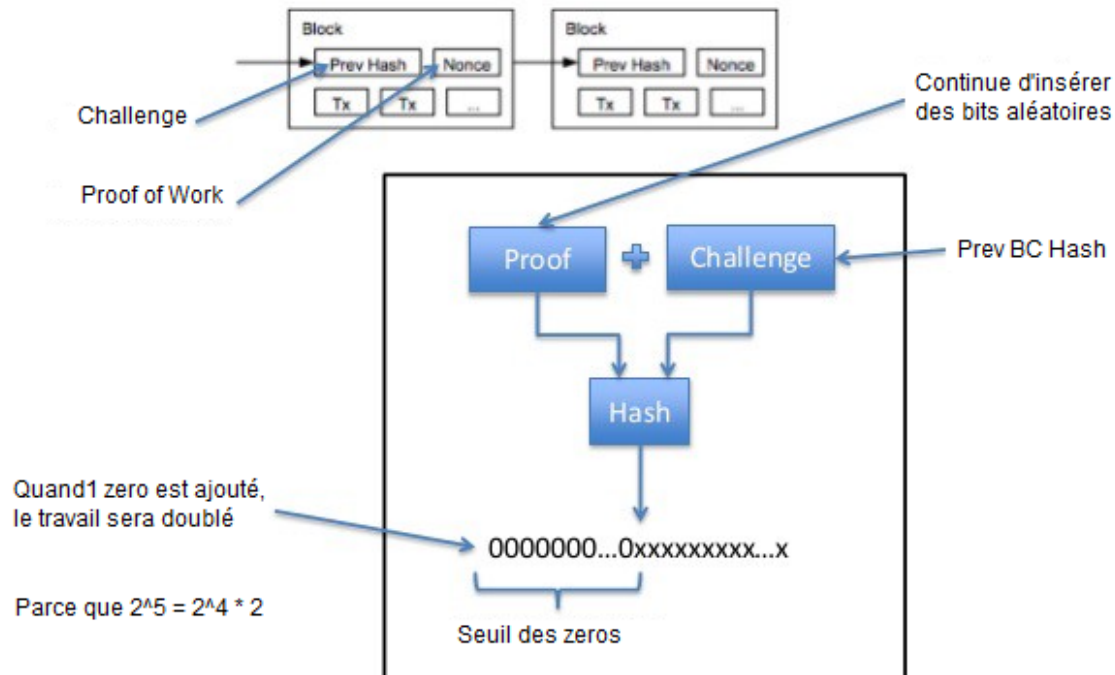 Block
Prev Hash
Nonce
Tx
Tx
...
Block
Prev Hash
Nonce
Tx
Tx
...
Challenge
Proof of Work
Continue d'insérer
des bits aléatoires
Proof
Challenge
Prev BC Hash
Hash
Quand1 zero est ajouté,
le travail sera doublé
0000000...0xxxxxxxxx...x
Parce que 2^5 = 2^4 * 2
Seuil des zeros